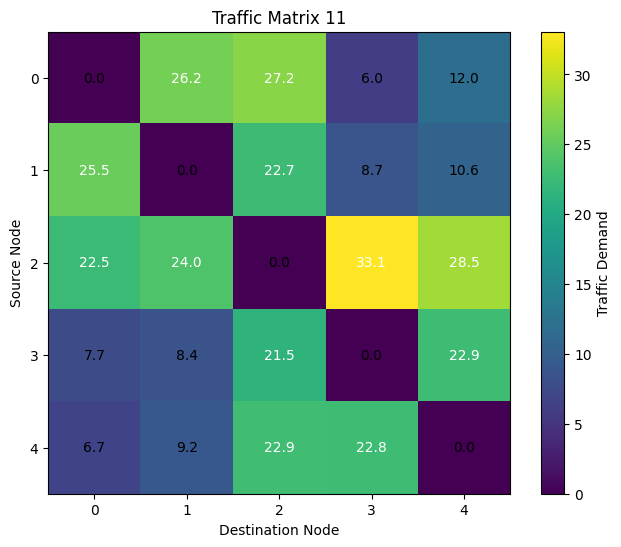 Traffic Matrix 11
0 0.0 26.2 27.2 6.0 12.0
1 25.5 0.0 22.7 8.7 10.6
2 22.5 24.0 0.0 33.1 28.5
3 7.7 8.4 21.5 0.0 22.9
4 6.7 9.2 22.9 22.8 0.0
0 1 2 3 4
Destination Node
Source Node
30
25
20
15
10
5
0
Traffic Demand